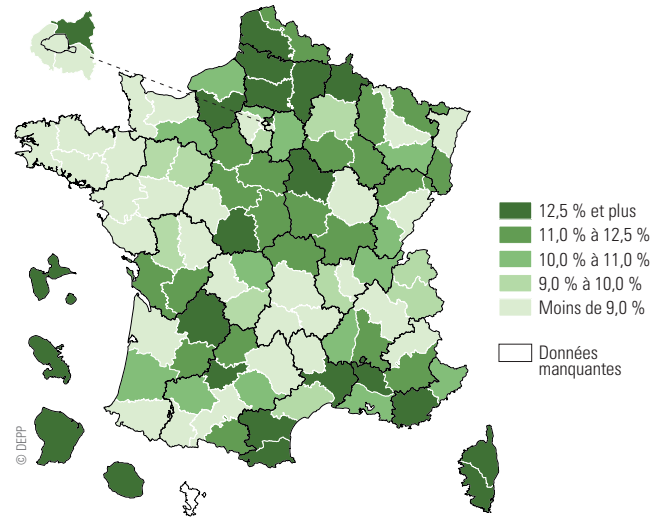 12,5 % et plus
11,0 % à 12,5 %
10,0 % à 11,0 %
9,0 % à 10,0 %
Moins de 9,0 %
Données
manquantes
© DEPP